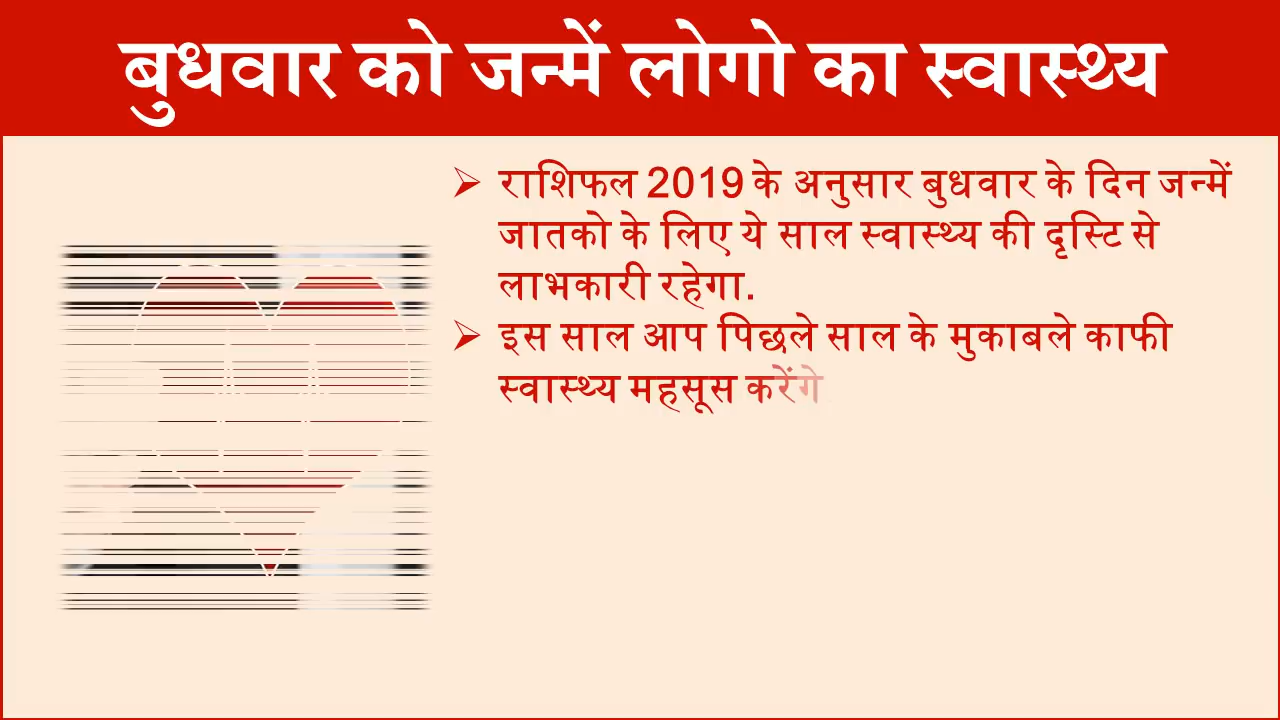 बुधवार को जन्में लोगो का स्वास्थ्य
राशिफल 2019 के अनुसार बुधवार के दिन जन्में
जातको के लिए ये साल स्वास्थ्य की दृस्टि से
लाभकारी रहेगा.
इस साल आप पिछले साल के मुकाबले काफी
स्वास्थ्य महसूस करेंगे